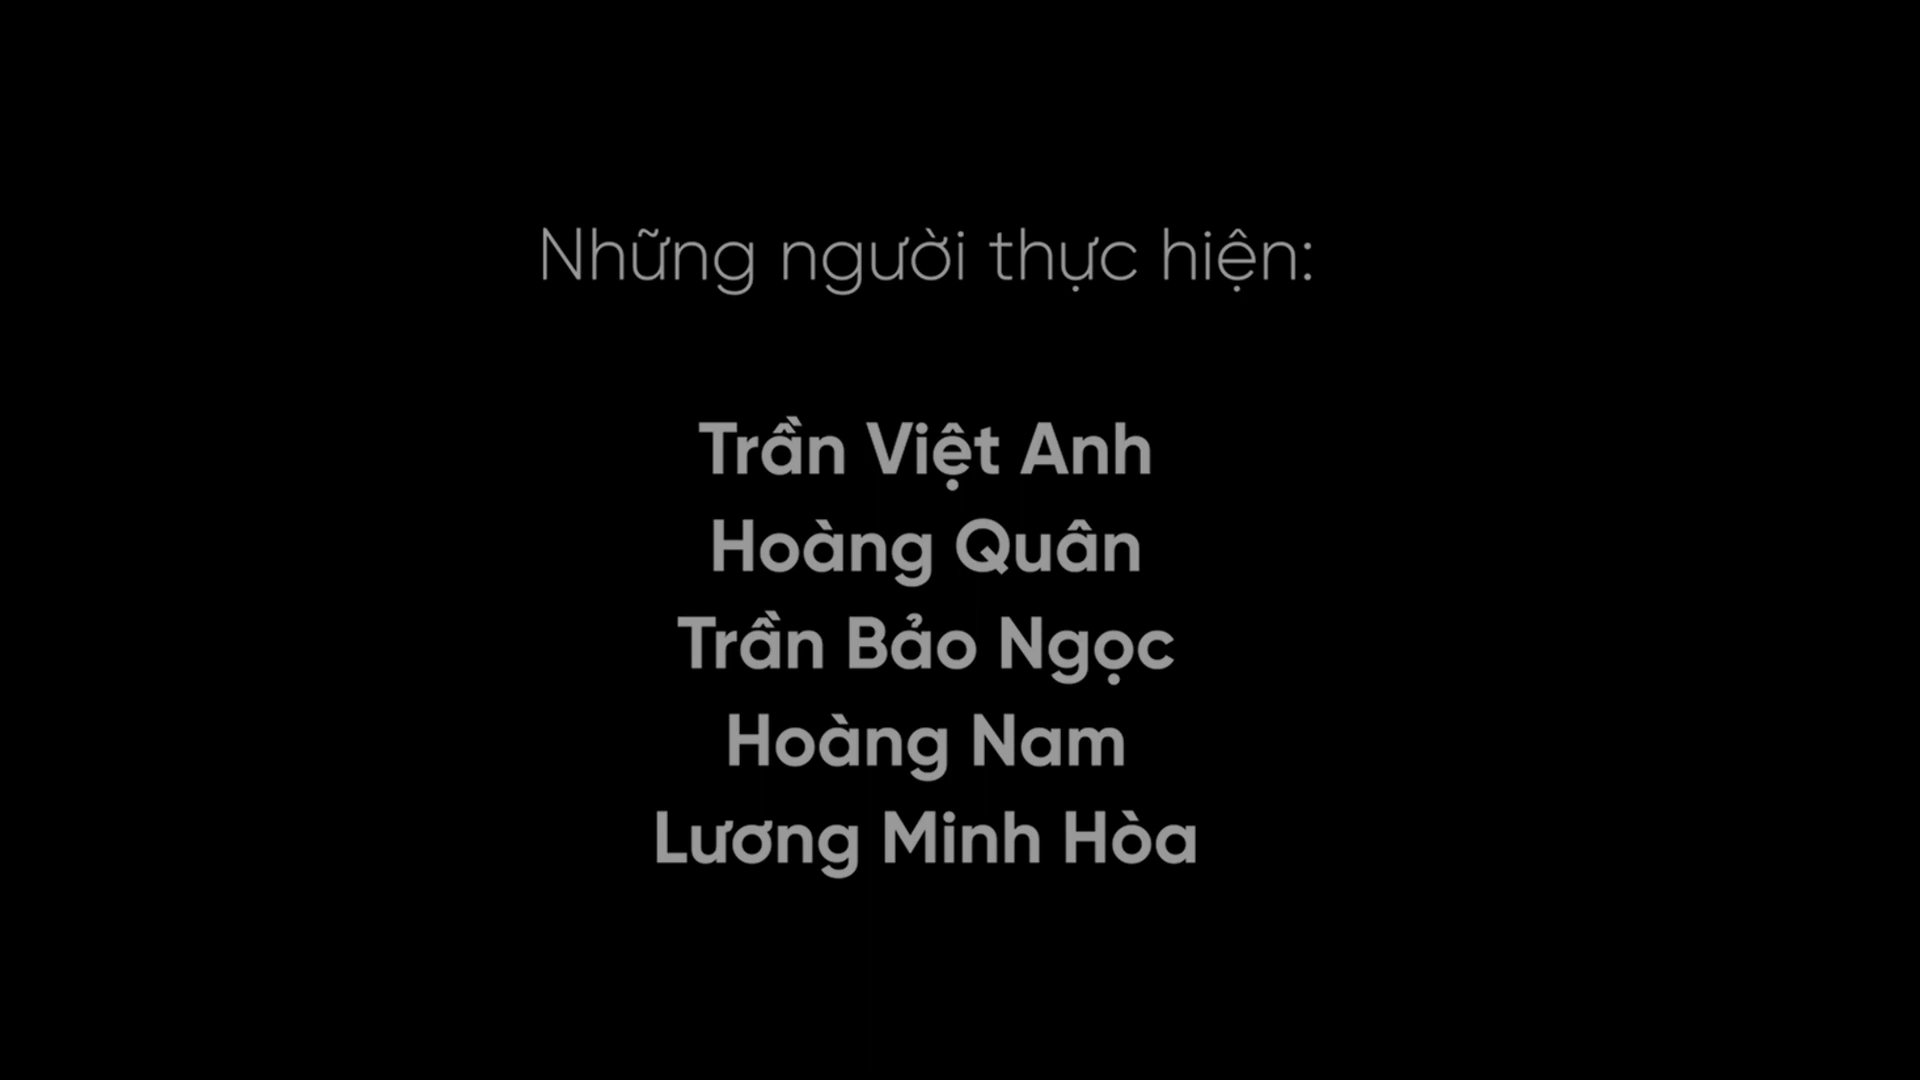 Những người thực hiện:
Trần Việt Anh
Hoàng Quân
Trần Bảo Ngọc
Hoàng Nam
Lương Minh Hòa